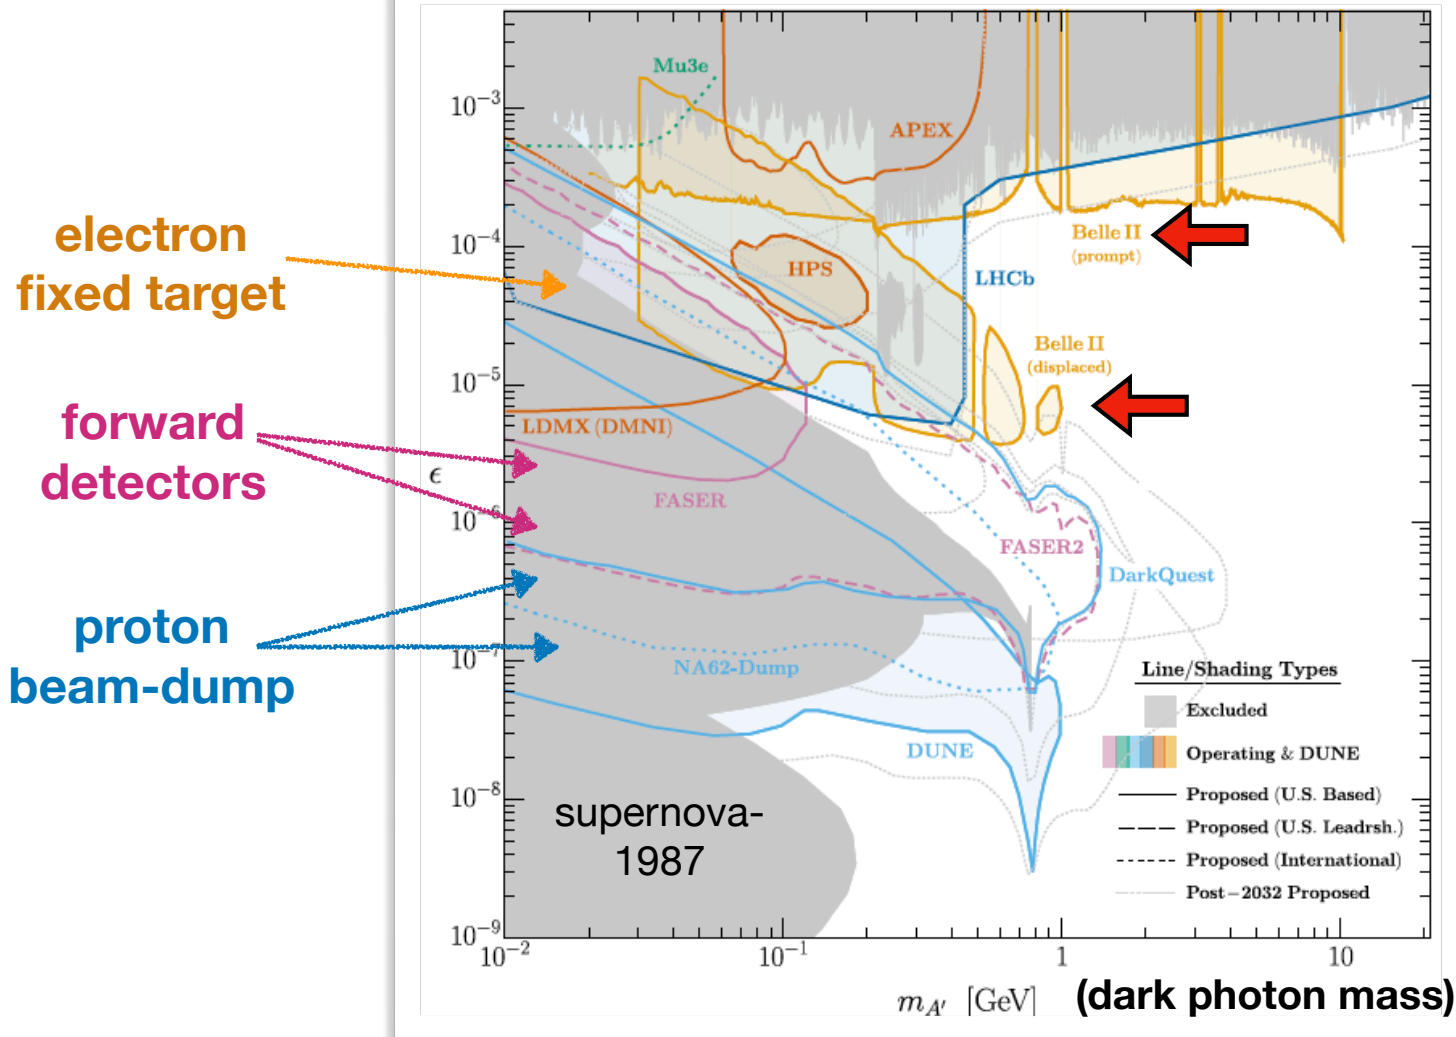 electron
fixed target
forward
detectors
proton
beam-dump
Mu3e
APEX
HPS
LHCb
Belle II
(prompt)
Belle II
(displaced)
LDMX (DMNI)
FASER
FASER2
DarkQuest
NA62-Dump
DUNE
supernova-
1987
Line/Shading Types
Excluded
Operating & DUNE
Proposed (U.S. Based)
Proposed (U.S. Leadrsh.)
Proposed (International)
Post−2032 Proposed
ϵ
10⁻³
10⁻⁴
10⁻⁵
10⁻⁶
10⁻⁷
10⁻⁸
10⁻⁹
10⁻² 10⁻¹ 1 10
m_A′ [GeV] (dark photon mass)